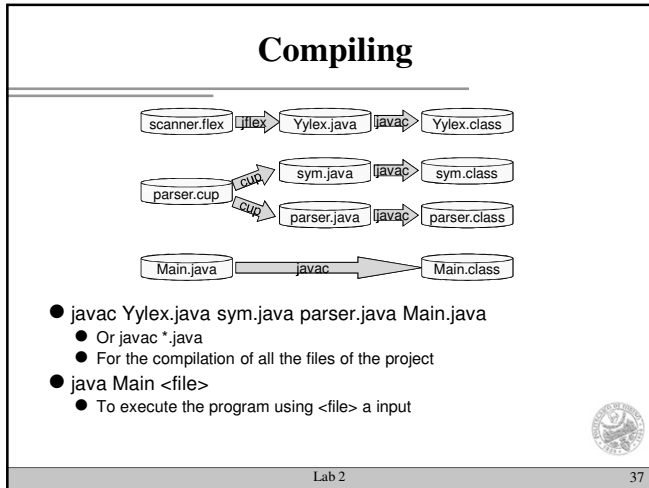 Compiling
scanner.flex jflex Yylex.java javac Yylex.class
cup sym.java javac sym.class
parser.cup
cup parser.java javac parser.class
Main.java javac Main.class
● javac Yylex.java sym.java parser.java Main.java
● Or javac *.java
● For the compilation of all the files of the project
● java Main <file>
● To execute the program using <file> a input
Lab 2 37